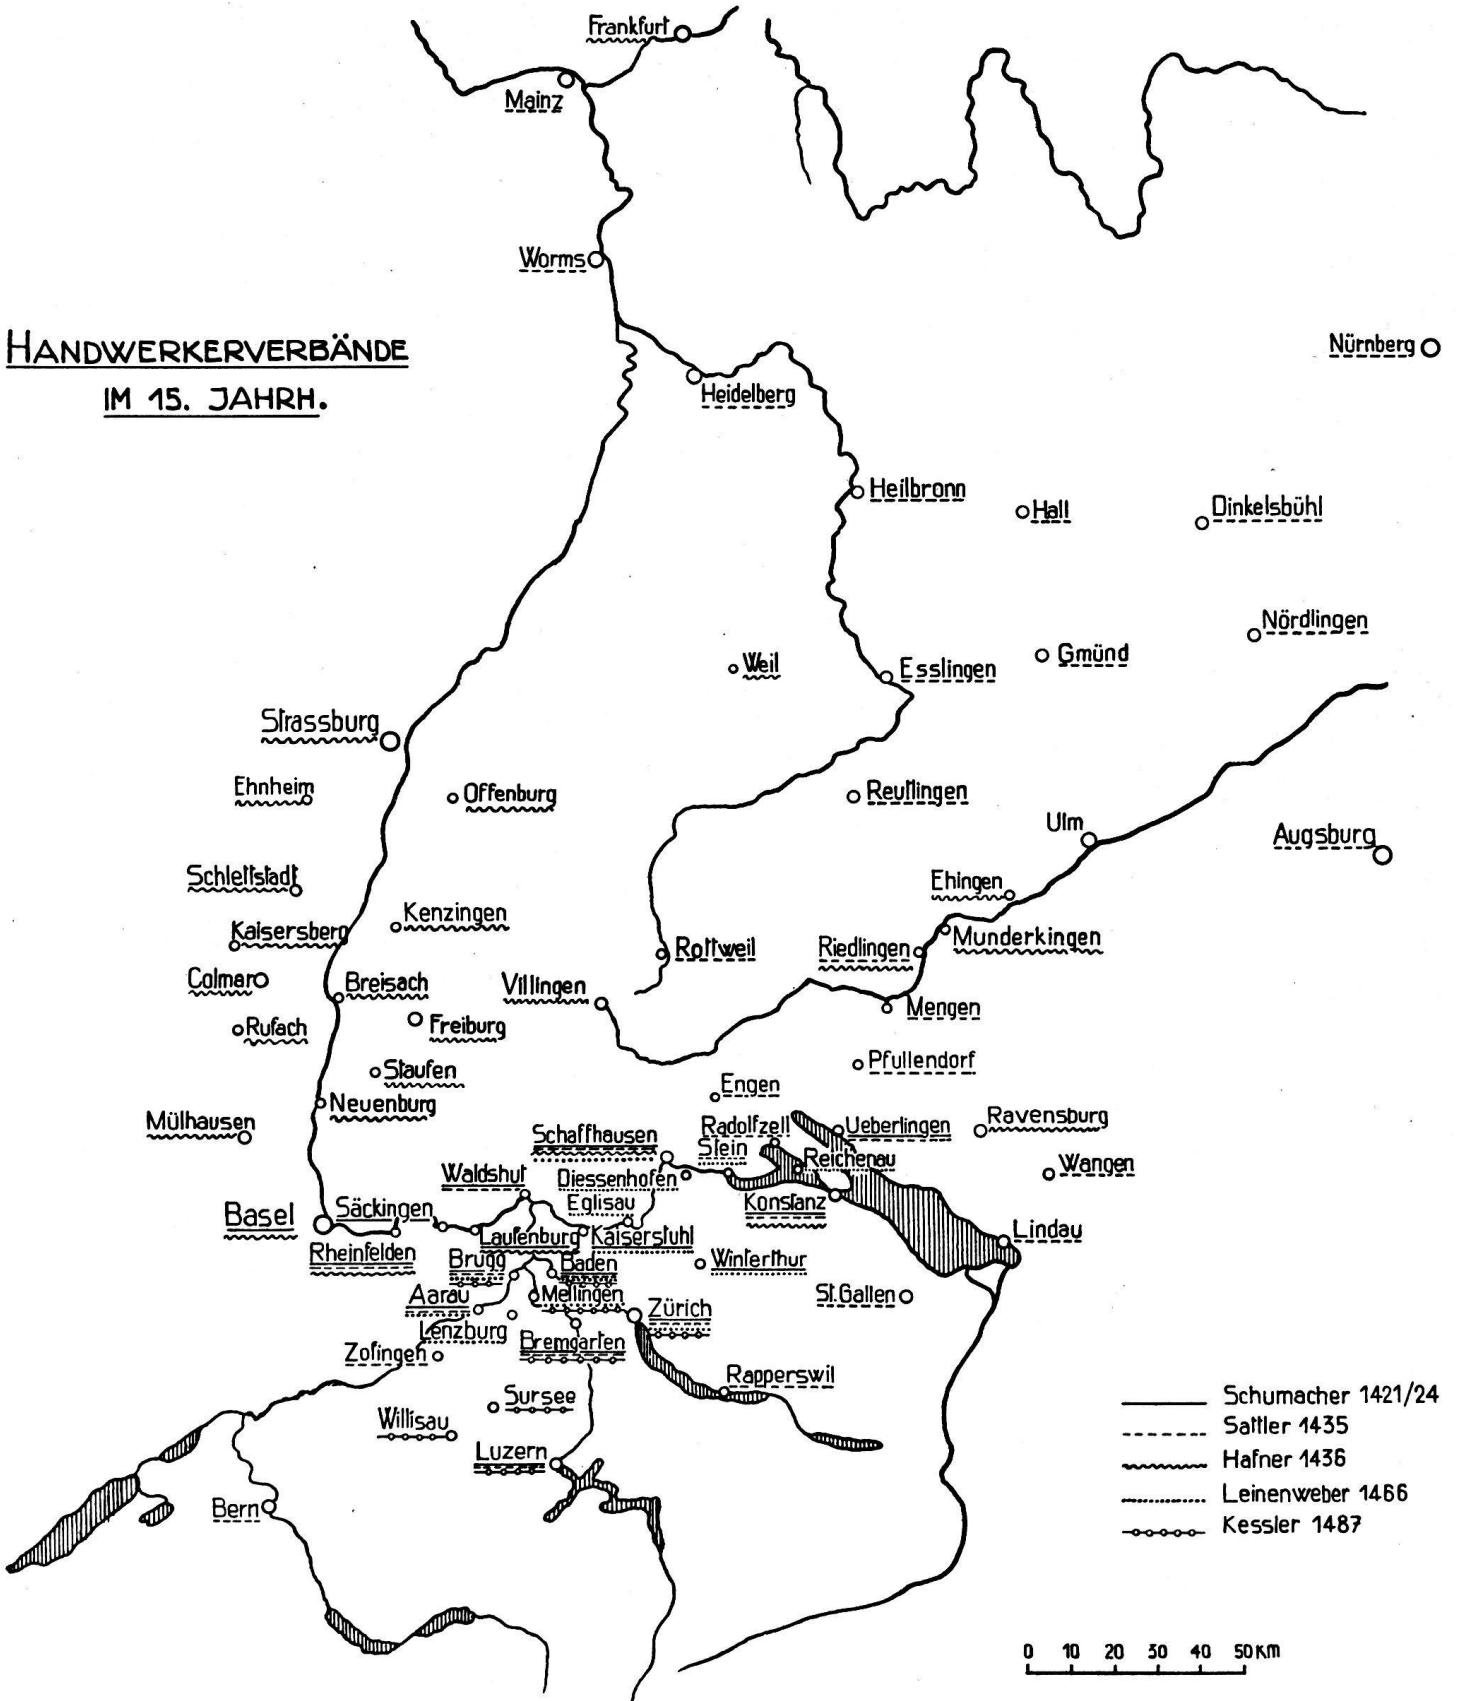 Frankfurt
Mainz
Worms
HANDWERKERVERBÄNDE
IM 15. JAHRH.
Nürnberg
Heidelberg
Heilbronn
Hall
Dinkelsbühl
Nördlingen
Weil
Esslingen
Gmünd
Strassburg
Ehnheim
Offenburg
Reutlingen
Ulm
Augsburg
Schlettstadt
Ehingen
Kenzingen
Kaisersberg
Rottweil
Riedlingen
Munderkingen
Colmar
Breisach
Villingen
Mengen
Rufach
Freiburg
Staufen
Pfullendorf
Engen
Neuenburg
Mülhausen
Schaffhausen
Radolfzell
Ueberlingen
Ravensburg
Stein
Reichenau
Wangen
Waldshut
Diessenhofen
Eglisau
Konstanz
Basel
Säckingen
Laufenburg
Kaiserstuhl
Lindau
Rheinfelden
Brugg
Baden
Winterthur
Aarau
Mellingen
Zürich
St.Gallen
Lenzburg
Bremgarten
Zofingen
Rapperswil
Sursee
Willisau
Luzern
Bern
Schumacher 1421/24
Sattler 1435
Hafner 1436
Leinenweber 1466
Kessler 1487
0 10 20 30 40 50 KM